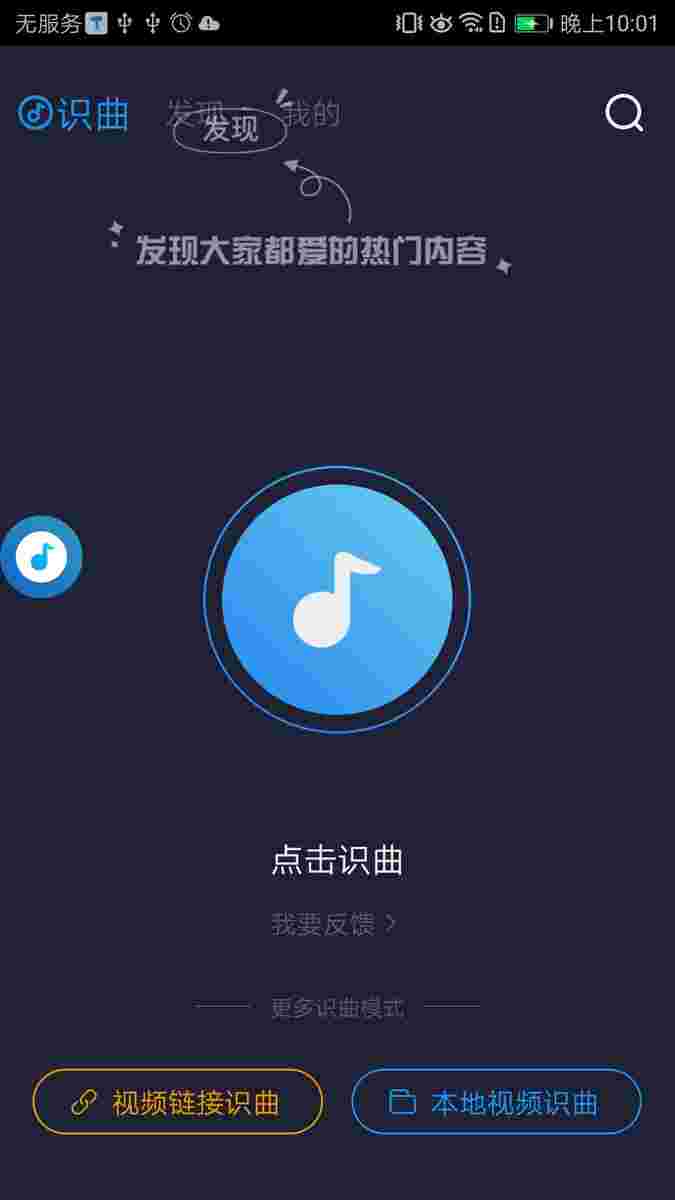 无服务 晚上10:01
识曲 发现 我的
发现
发现大家都爱的热门内容
点击识曲
我要反馈
更多识曲模式
视频链接识曲 本地视频识曲